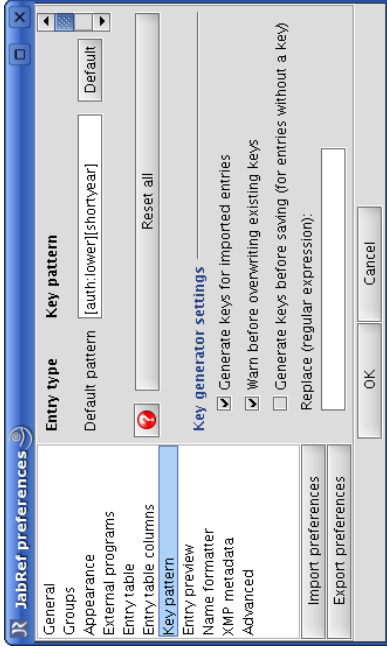 JR JabRef preferences
General
Groups
Appearance
External programs
Entry table
Entry table columns
Key pattern
Entry preview
Name formatter
XMP metadata
Advanced
Import preferences
Export preferences
Entry type Key pattern
Default pattern [auth:lower][shortyear] Default
? Reset all
Key generator settings
Generate keys for imported entries
Warn before overwriting existing keys
Generate keys before saving (for entries without a key)
Replace (regular expression):
OK Cancel